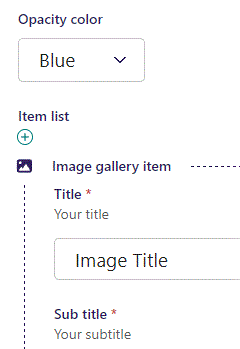 Opacity color
Blue
Item list
Image gallery item
Title *
Your title
Image Title
Sub title *
Your subtitle